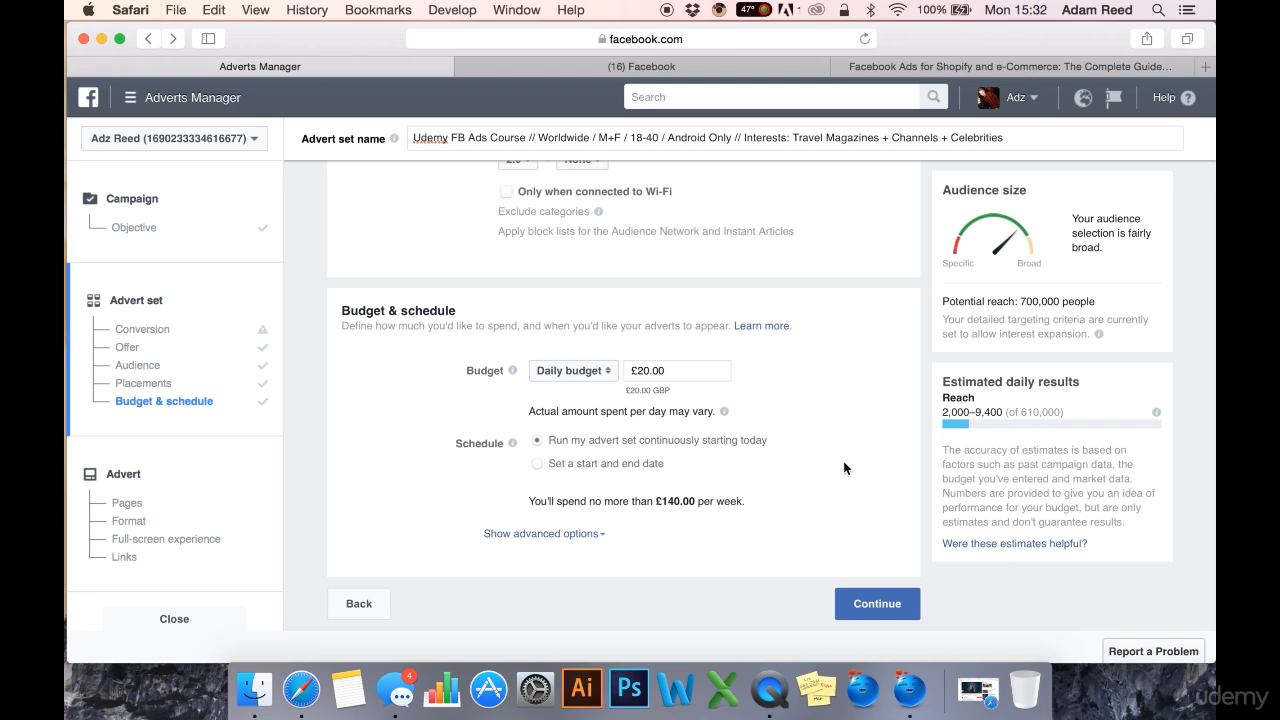 Safari File Edit View History Bookmarks Develop Window Help 47° 100% Mon 15:32 Adam Reed
facebook.com
Adverts Manager (16) Facebook Facebook Ads for Shopify and e-Commerce: The Complete Guide...
Adverts Manager Search Adz Help
Adz Reed (1690233334616677)
Advert set name Udemy FB Ads Course // Worldwide / M+F / 18-40 / Android Only // Interests: Travel Magazines + Channels + Celebrities
Campaign
Objective
Advert set
Conversion
Offer
Audience
Placements
Budget & schedule
Advert
Pages
Format
Full-screen experience
Links
Close
Only when connected to Wi-Fi
Exclude categories
Apply block lists for the Audience Network and Instant Articles
Budget & schedule
Define how much you'd like to spend, and when you'd like your adverts to appear. Learn more.
Budget Daily budget £20.00
£20.00 GBP
Actual amount spent per day may vary.
Schedule Run my advert set continuously starting today
Set a start and end date
You'll spend no more than £140.00 per week.
Show advanced options
Back Continue
Audience size
Your audience
selection is fairly
broad.
Specific Broad
Potential reach: 700,000 people
Your detailed targeting criteria are currently
set to allow interest expansion.
Estimated daily results
Reach
2,000–9,400 (of 610,000)
The accuracy of estimates is based on
factors such as past campaign data, the
budget you've entered and market data.
Numbers are provided to give you an idea of
performance for your budget, but are only
estimates and don't guarantee results.
Were these estimates helpful?
Report a Problem
4
Ai Ps
udemy